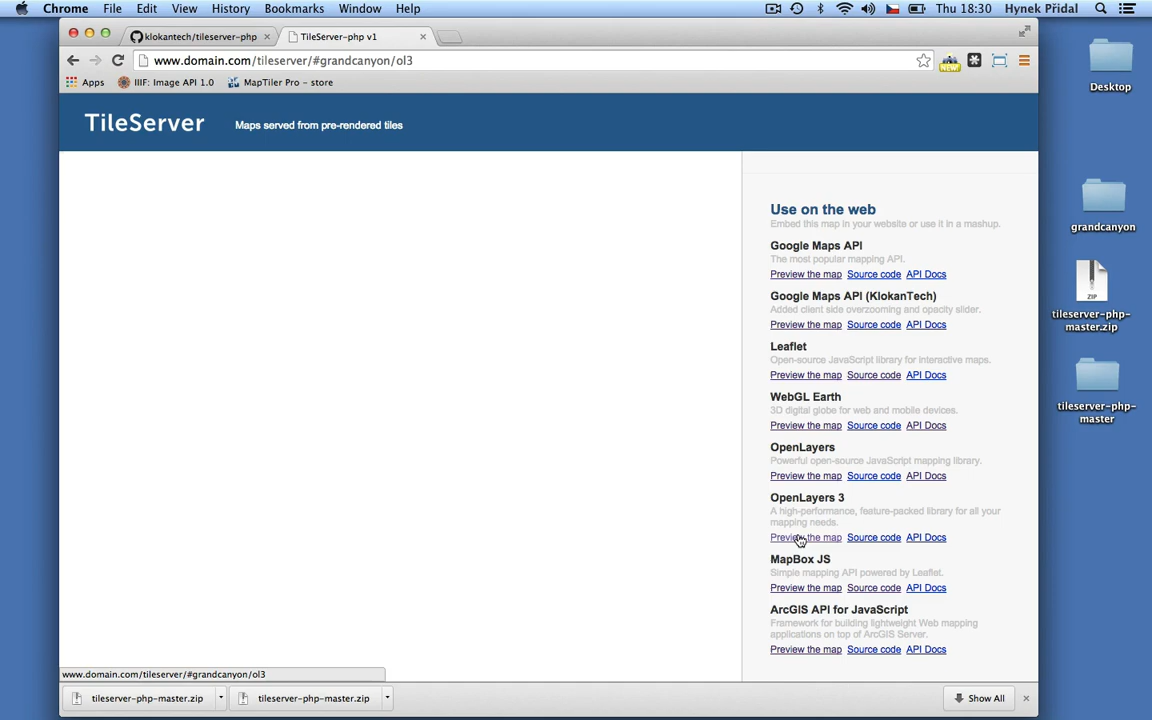 Chrome File Edit View History Bookmarks Window Help Thu 18:30 Hynek Přidal
klokantech/tileserver-php TileServer-php v1
www.domain.com/tileserver/#grandcanyon/ol3
Apps IIIF: Image API 1.0 MapTiler Pro - store
TileServer Maps served from pre-rendered tiles
Use on the web
Embed this map in your website or use it in a mashup.
Google Maps API
The most popular mapping API.
Preview the map Source code API Docs
Google Maps API (KlokanTech)
Added client side overzooming and opacity slider.
Preview the map Source code API Docs
Leaflet
Open-source JavaScript library for interactive maps.
Preview the map Source code API Docs
WebGL Earth
3D digital globe for web and mobile devices.
Preview the map Source code API Docs
OpenLayers
Powerful open-source JavaScript mapping library.
Preview the map Source code API Docs
OpenLayers 3
A high-performance, feature-packed library for all your
mapping needs.
Preview the map Source code API Docs
MapBox JS
Simple mapping API powered by Leaflet.
Preview the map Source code API Docs
ArcGIS API for JavaScript
Framework for building lightweight Web mapping
applications on top of ArcGIS Server.
Preview the map Source code API Docs
www.domain.com/tileserver/#grandcanyon/ol3
tileserver-php-master.zip tileserver-php-master.zip Show All
Desktop
grandcanyon
ZIP
tileserver-php-
master.zip
tileserver-php-
master
NEW!